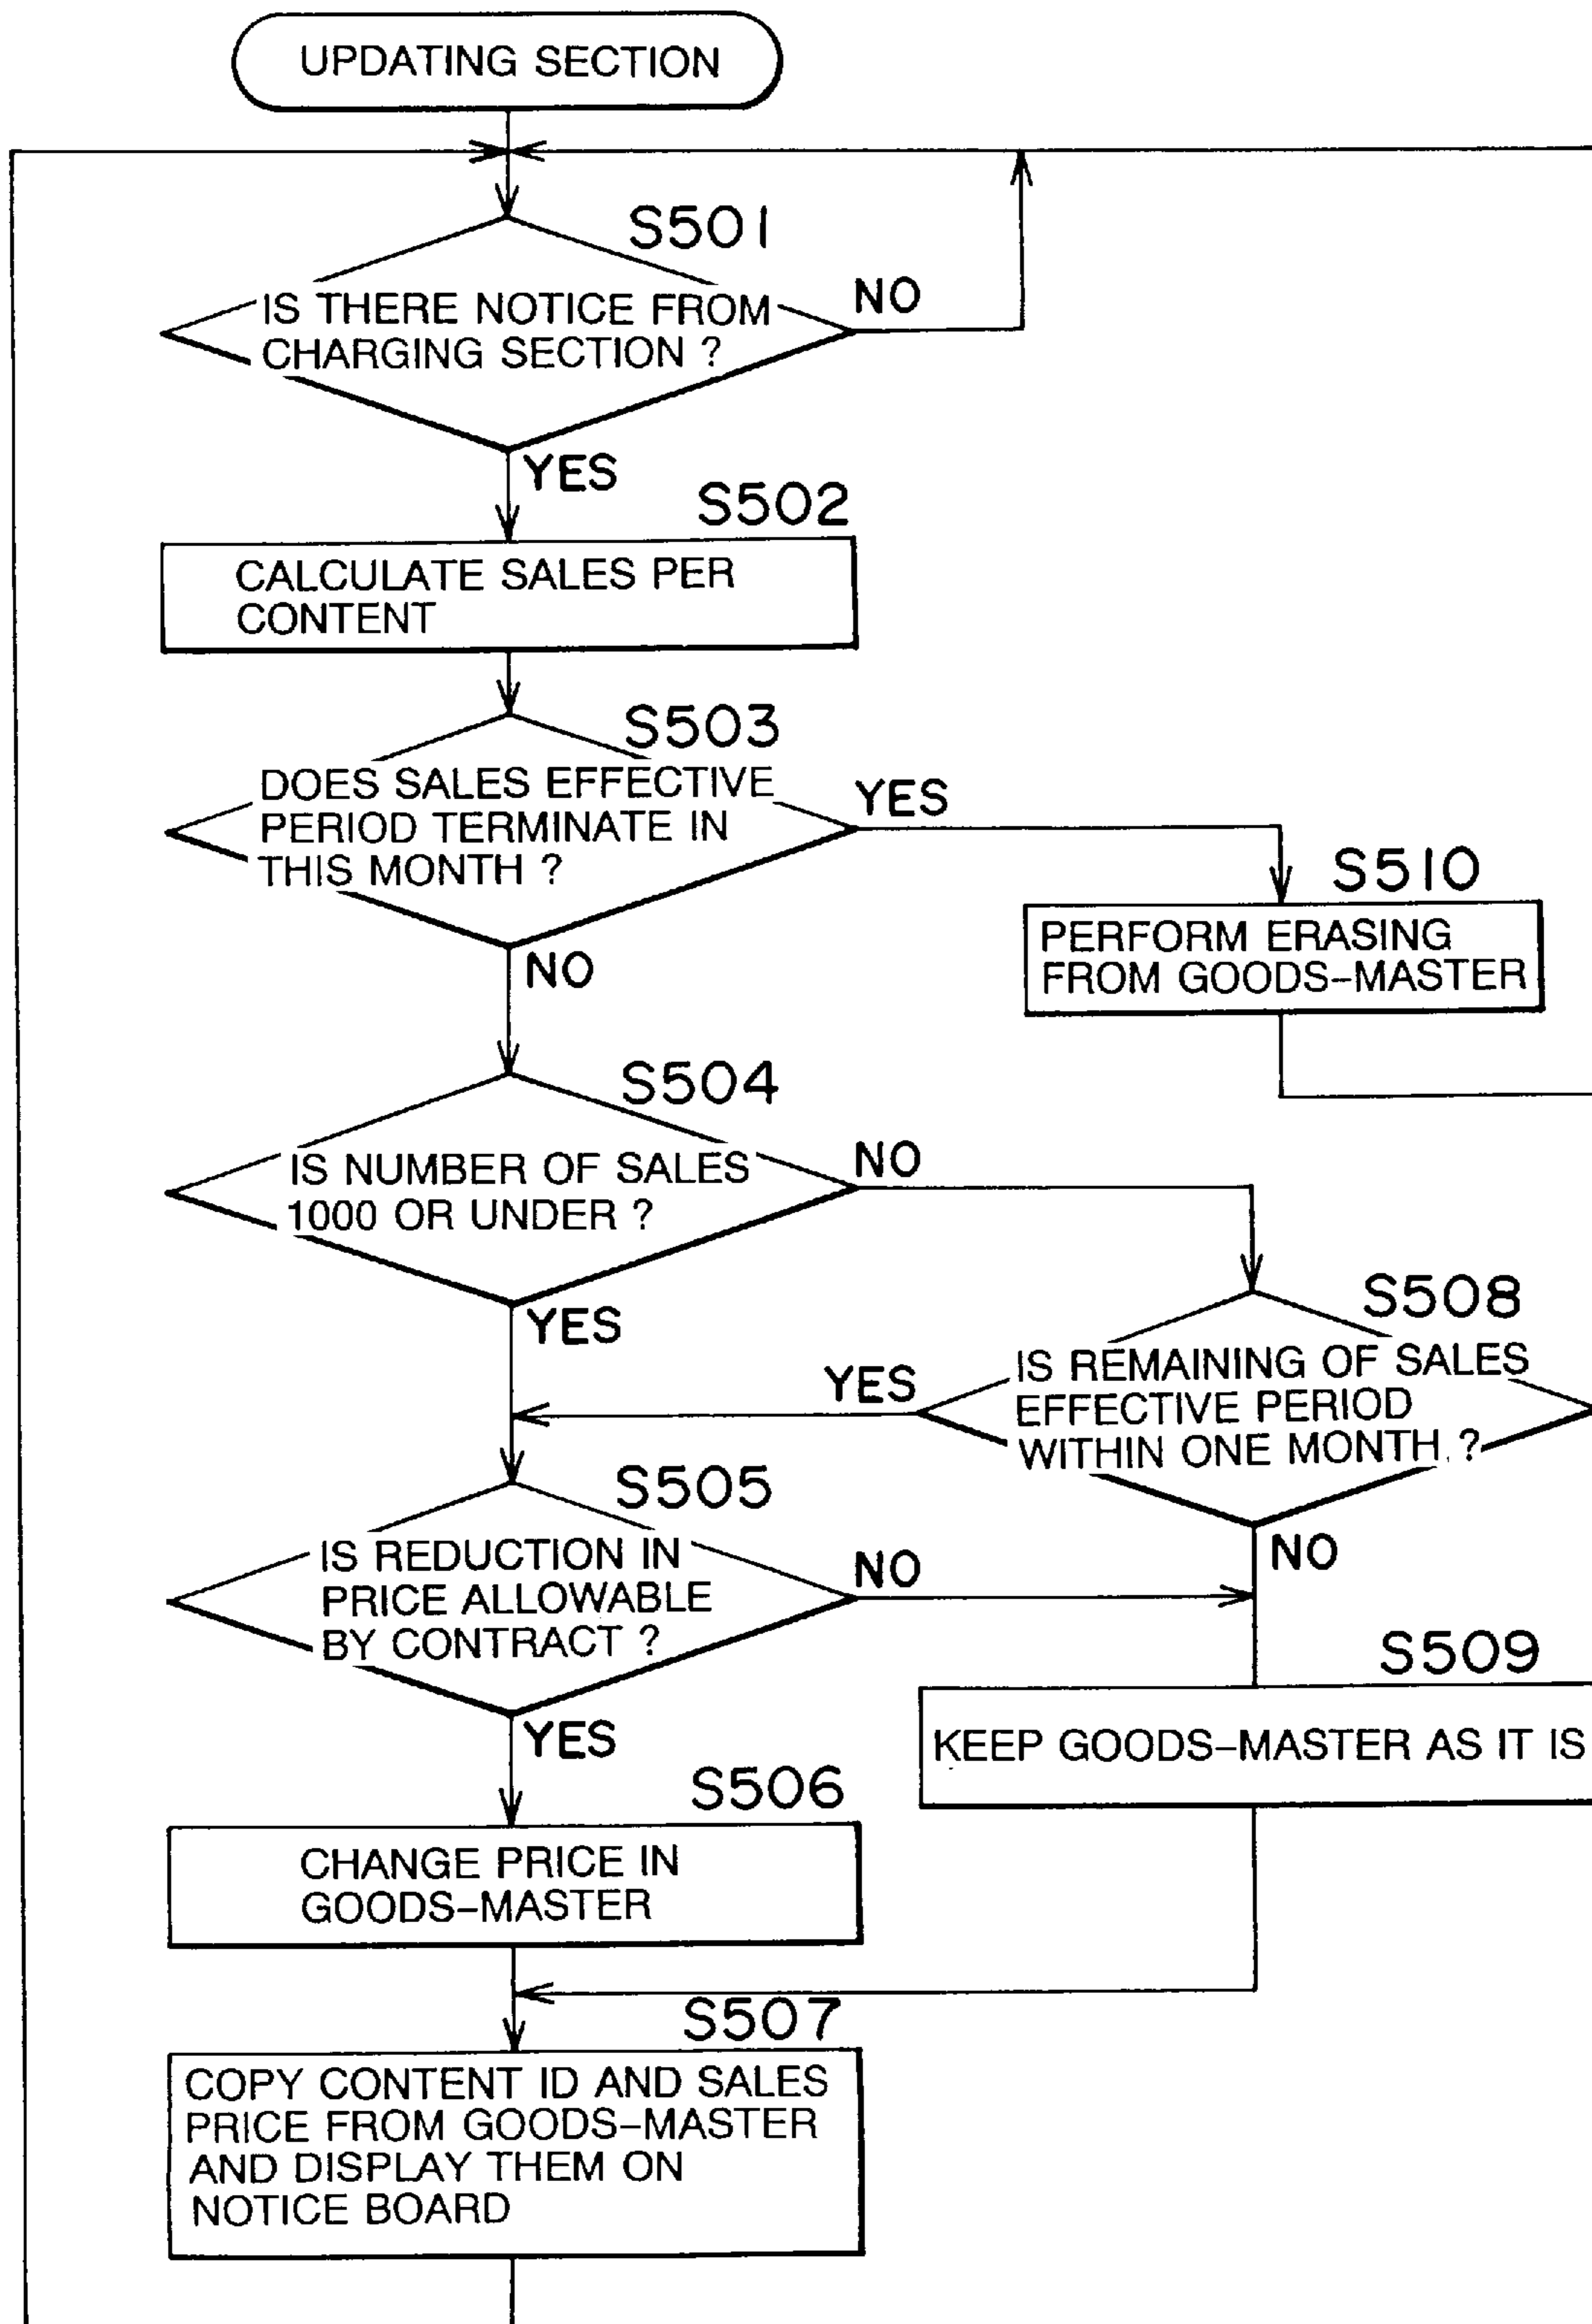 UPDATING SECTION
S501
IS THERE NOTICE FROM
CHARGING SECTION ?
NO
YES
S502
CALCULATE SALES PER
CONTENT
S503
DOES SALES EFFECTIVE
PERIOD TERMINATE IN
THIS MONTH ?
YES
NO
S510
PERFORM ERASING
FROM GOODS-MASTER
S504
IS NUMBER OF SALES
1000 OR UNDER ?
NO
YES
S508
IS REMAINING OF SALES
EFFECTIVE PERIOD
WITHIN ONE MONTH ?
YES
NO
S505
IS REDUCTION IN
PRICE ALLOWABLE
BY CONTRACT ?
NO
YES
S509
KEEP GOODS-MASTER AS IT IS
S506
CHANGE PRICE IN
GOODS-MASTER
S507
COPY CONTENT ID AND SALES
PRICE FROM GOODS-MASTER
AND DISPLAY THEM ON
NOTICE BOARD